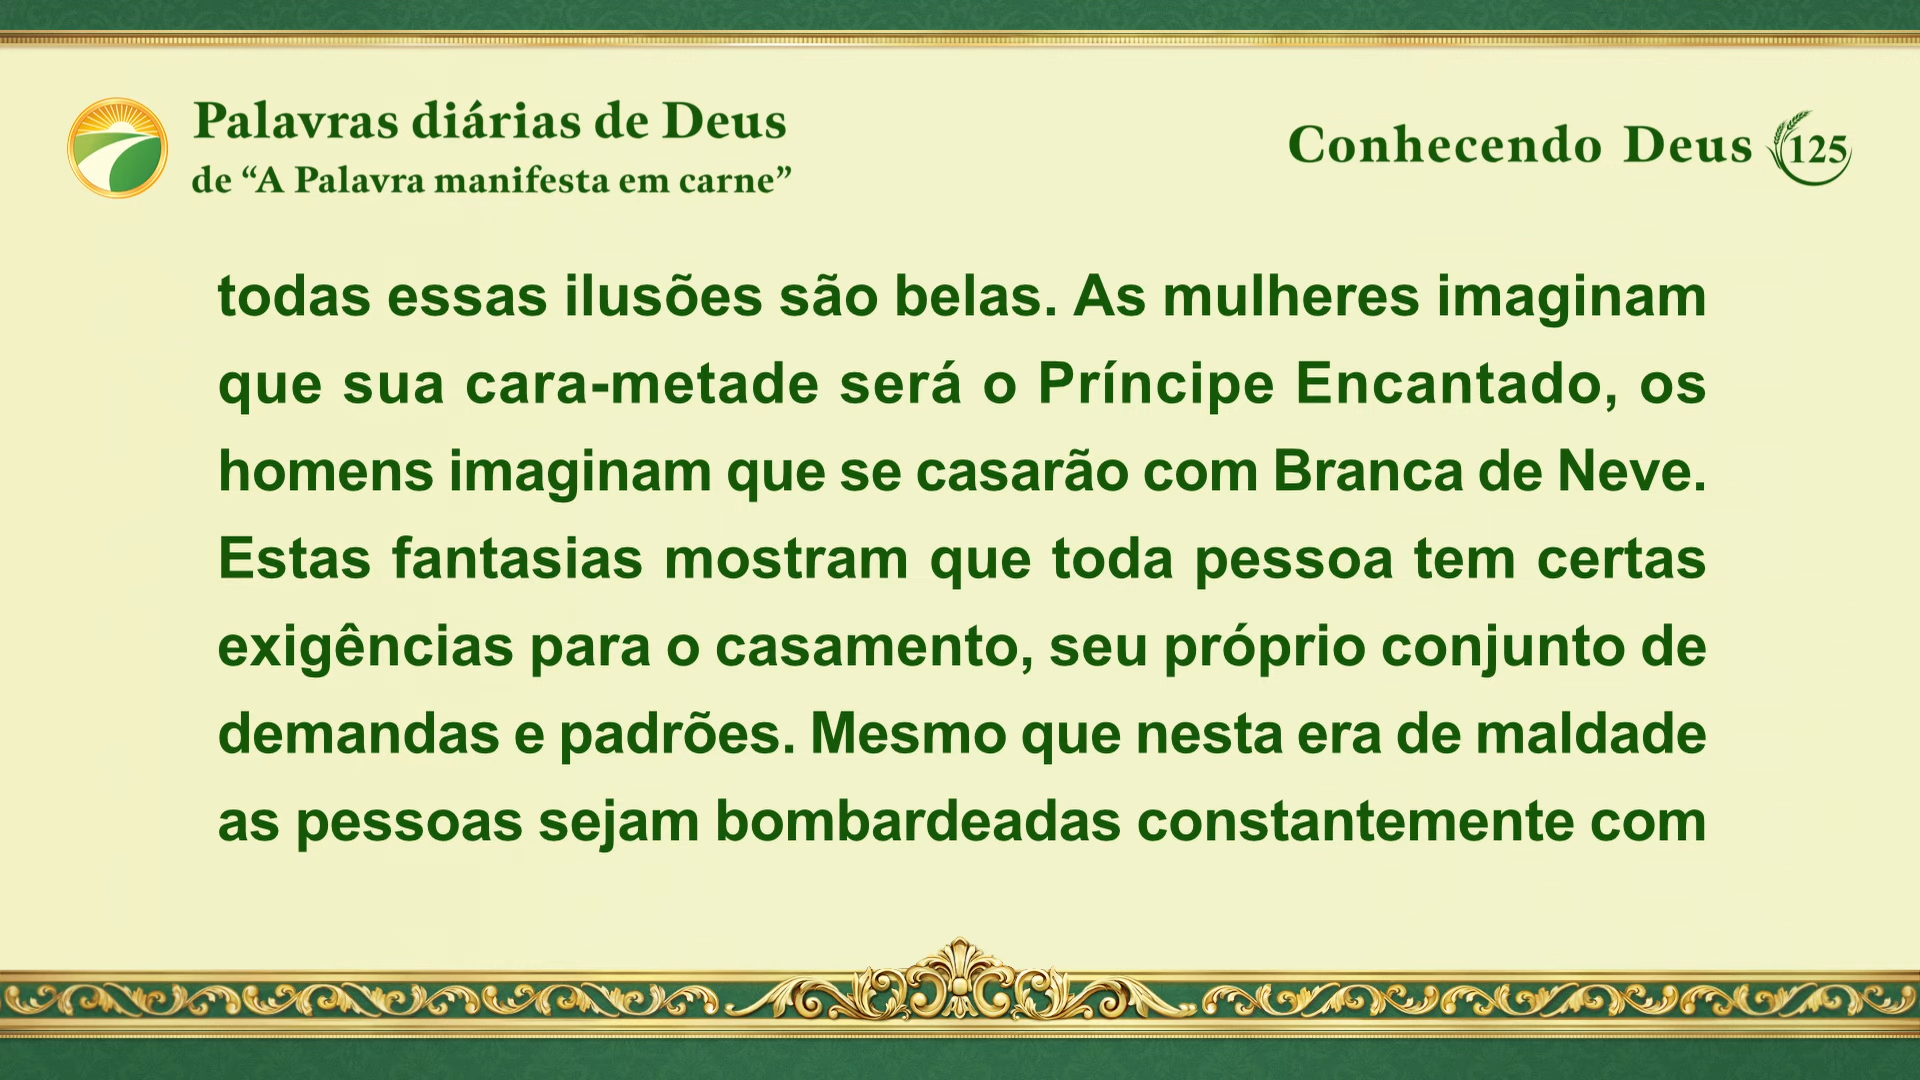 Palavras diárias de Deus
de “A Palavra manifesta em carne”
Conhecendo Deus 125
todas essas ilusões são belas. As mulheres imaginam
que sua cara-metade será o Príncipe Encantado, os
homens imaginam que se casarão com Branca de Neve.
Estas fantasias mostram que toda pessoa tem certas
exigências para o casamento, seu próprio conjunto de
demandas e padrões. Mesmo que nesta era de maldade
as pessoas sejam bombardeadas constantemente com